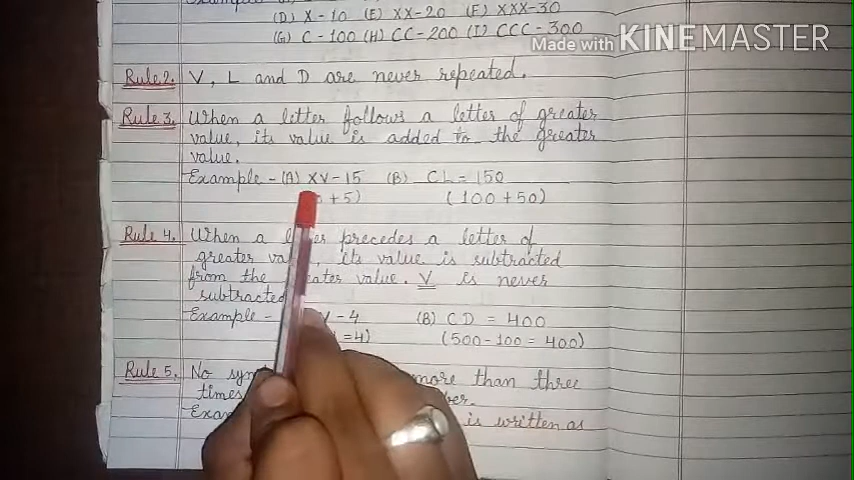 (D) X - 10 (E) XX - 20 (F) XXX - 30
(G) C - 100 (H) CC - 200 (I) CCC - 300
Made with KINEMASTER
Rule 2. V, L and D are never repeated.
Rule 3. When a letter follows a letter of greater
value, its value is added to the greater
value.
Example - (A) XV - 15 (B) CL = 150
+ 5) (100 + 50)
Rule 4. When a precedes a letter of
greater its value is subtracted
from the value. V is never
subtracted
Example - - 4 (B) CD = 400
= 4) (500 - 100 = 400)
Rule 5. No more than three
times
is written as